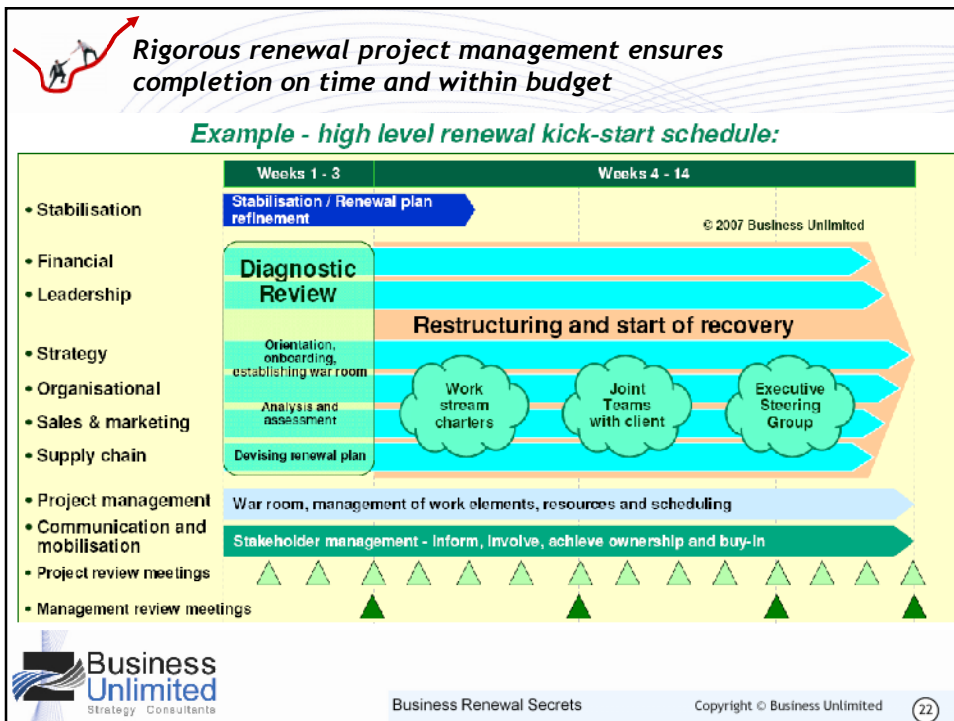 Rigorous renewal project management ensures
completion on time and within budget
Example - high level renewal kick-start schedule:
Weeks 1 - 3
Weeks 4 - 14
• Stabilisation
Stabilisation / Renewal plan
refinement
© 2007 Business Unlimited
• Financial
• Leadership
Diagnostic
Review
Restructuring and start of recovery
• Strategy
• Organisational
• Sales & marketing
• Supply chain
Orientation,
onboarding,
establishing war room
Analysis and
assessment
Devising renewal plan
Work
stream
charters
Joint
Teams
with client
Executive
Steering
Group
• Project management
War room, management of work elements, resources and scheduling
• Communication and
mobilisation
Stakeholder management - inform, involve, achieve ownership and buy-in
• Project review meetings
• Management review meetings
Business
Unlimited
Strategy Consultants
Business Renewal Secrets
Copyright © Business Unlimited
22